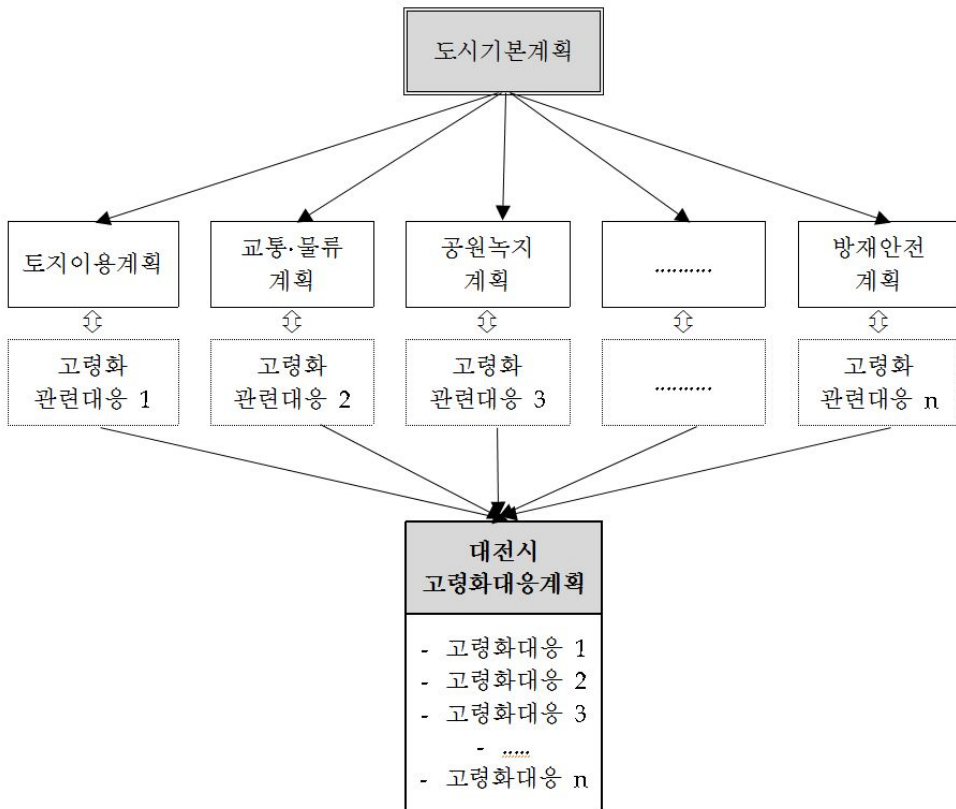 도시기본계획
토지이용계획
교통·물류
계획
공원녹지
계획
..........
방재안전
계획
고령화
관련대응 1
고령화
관련대응 2
고령화
관련대응 3
..........
고령화
관련대응 n
대전시
고령화대응계획
- 고령화대응 1
- 고령화대응 2
- 고령화대응 3
- .....
- 고령화대응 n